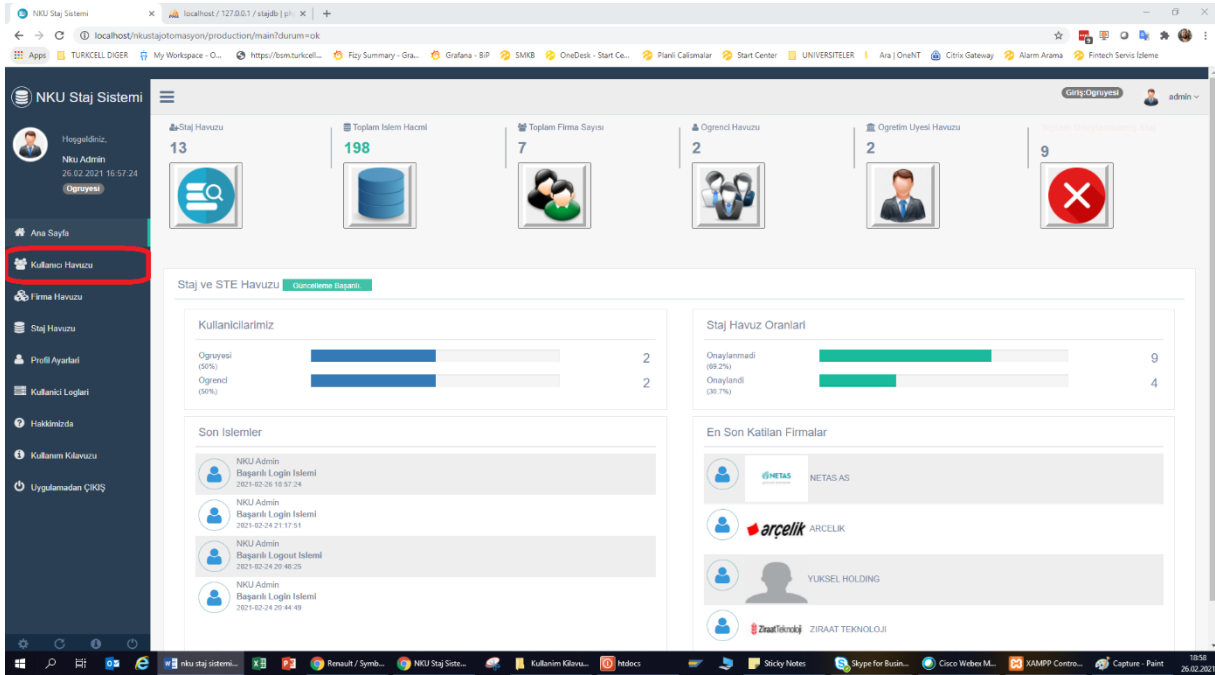 NKU Staj Sistemi
localhost / 127.0.0.1 / stajdb | ph
localhost/nkustajotomasyon/production/main?durum=ok
Apps TURKCELL DIGER My Workspace - O... https://bsm.turkcell... Fizy Summary - Gra... Grafana - BiP SMKB OneDesk - Start Ce... Planli Calismalar Start Center UNIVERSITELER Ara | OneNT Citrix Gateway Alarm Arama Fintech Servis İzleme
NKU Staj Sistemi
Giriş:Ogruyesi
admin
Hoşgeldiniz,
Nku Admin
26.02.2021 16:57:24
Ogruyesi
Ana Sayfa
Kullanıcı Havuzu
Firma Havuzu
Staj Havuzu
Profil Ayarlari
Kullanici Loglari
Hakkimizda
Kullanım Kılavuzu
Uygulamadan ÇIKIŞ
Staj Havuzu
13
Toplam Islem Hacmi
198
Toplam Firma Sayısı
7
Ogrenci Havuzu
2
Ogretim Uyesi Havuzu
2
9
Staj ve STE Havuzu Güncelleme Başarılı.
Kullanicilarimiz
Ogruyesi
(50%)
2
Ogrenci
(50%)
2
Staj Havuz Oranlari
Onaylanmadi
(69.2%)
9
Onaylandi
(30.7%)
4
Son Islemler
NKU Admin
Başarılı Login Islemi
2021-02-26 18:57:24
NKU Admin
Başarılı Login Islemi
2021-02-24 21:17:51
NKU Admin
Başarılı Logout Islemi
2021-02-24 20:48:25
NKU Admin
Başarılı Login Islemi
2021-02-24 20:44:49
En Son Katilan Firmalar
NETAS NETAS AS
arçelik ARCELIK
YUKSEL HOLDING
ZiraatTeknoloji ZIRAAT TEKNOLOJI
nku staj sistemi... Renault / Symb... NKU Staj Siste... Kullanim Kilavu... htdocs Sticky Notes Skype for Busin... Cisco Webex M... XAMPP Contro... Capture - Paint
18:58
26.02.2021